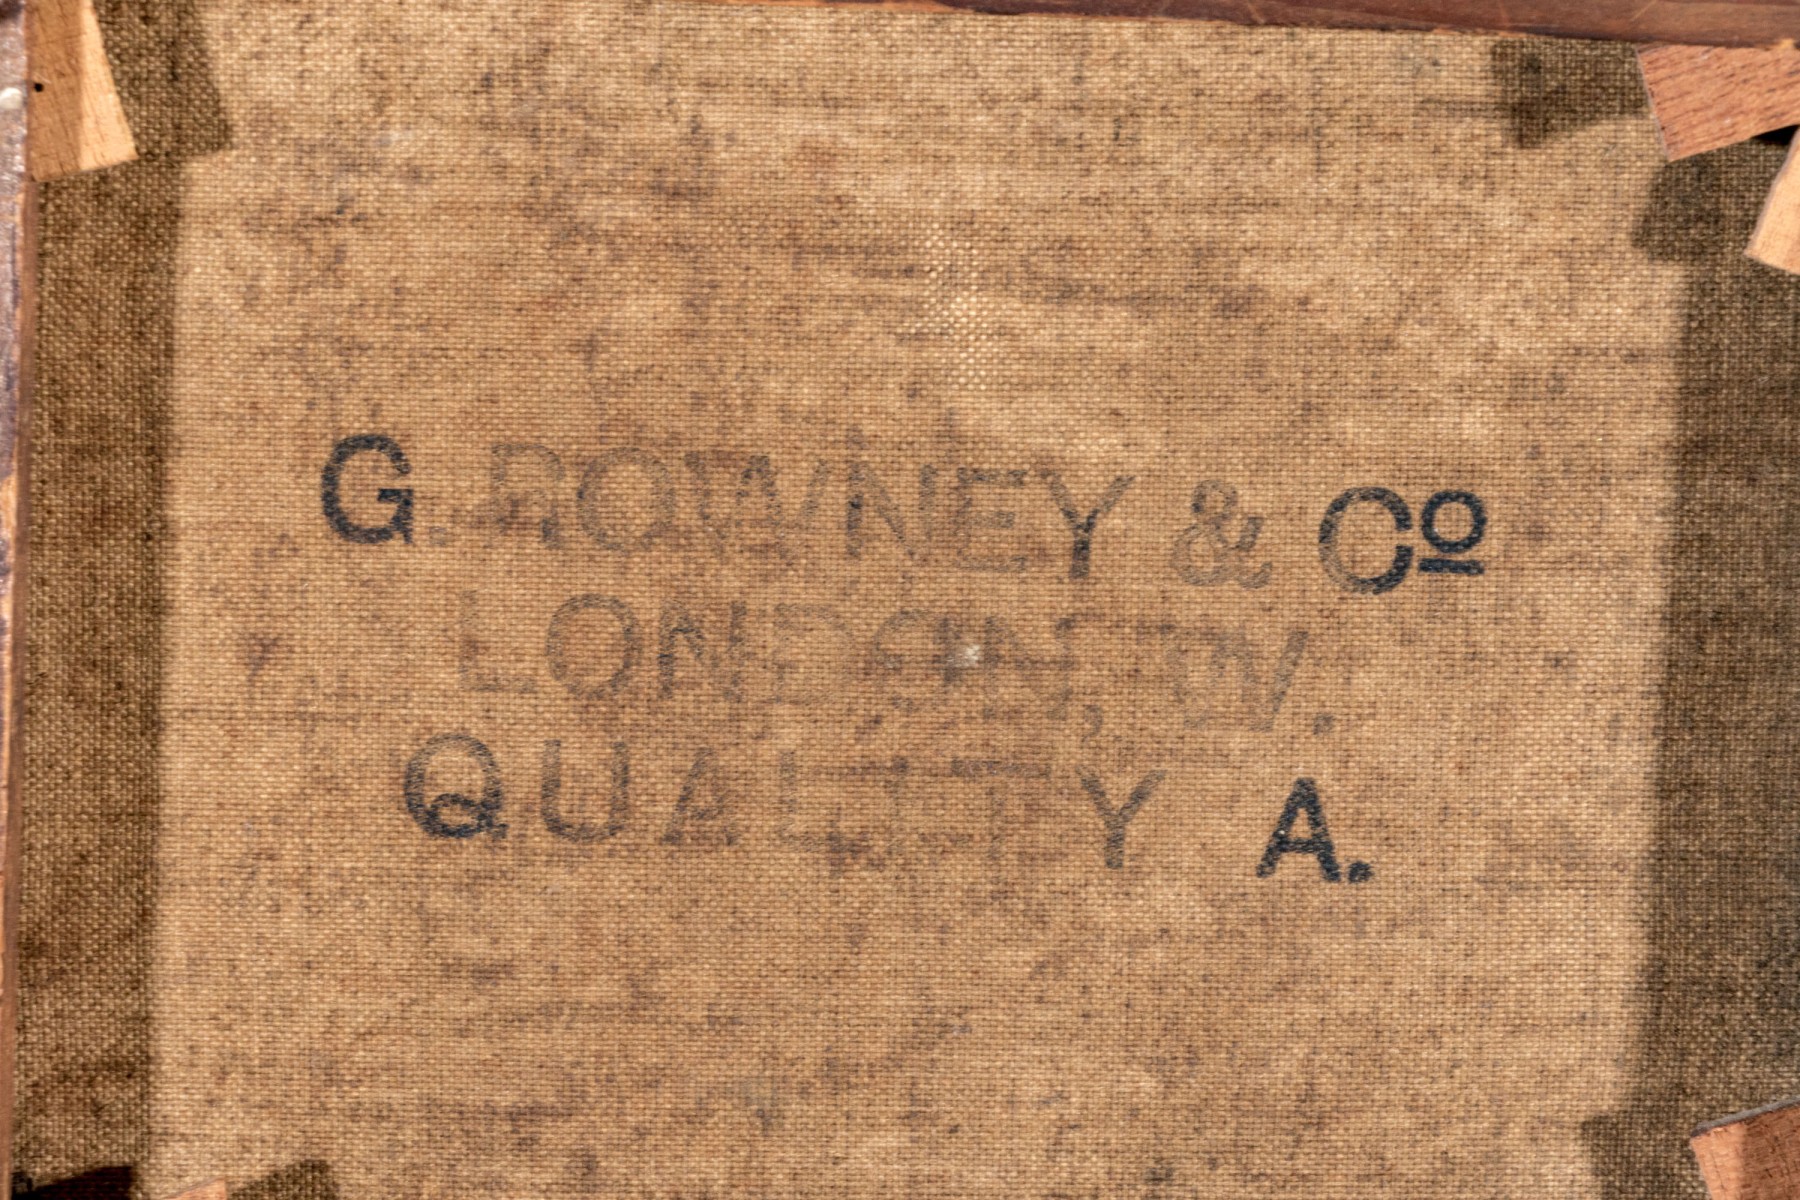 G. ROWNEY & Cº
LONDON, W.
QUALITY A.